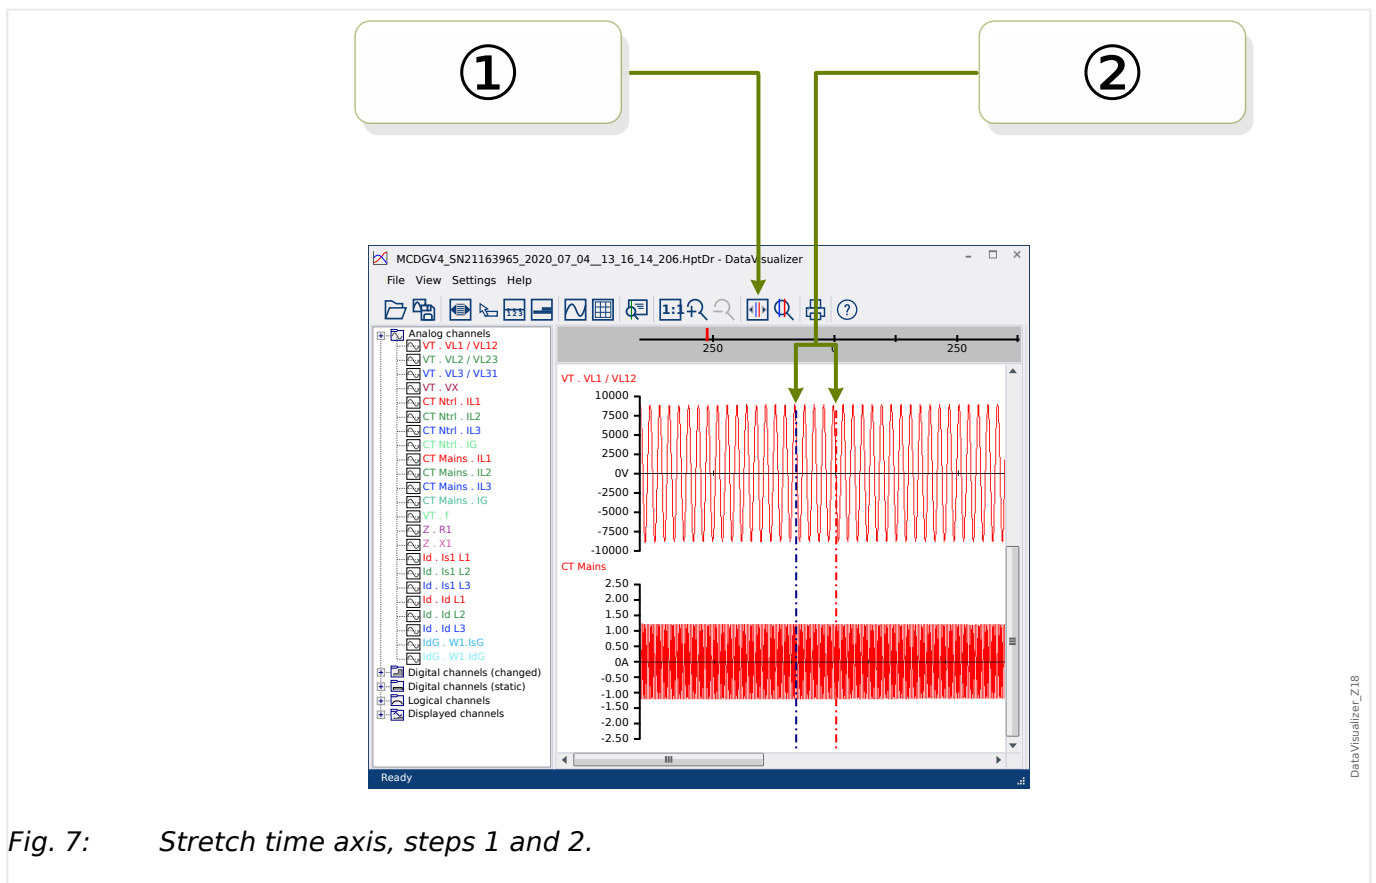 ① ②
MCDGV4_SN21163965_2020_07_04__13_16_14_206.HptDr - DataVisualizer
File View Settings Help
1 2 3 1:1 ?
Analog channels
VT . VL1 / VL12
VT . VL2 / VL23
VT . VL3 / VL31
VT . VX
CT Ntrl . IL1
CT Ntrl . IL2
CT Ntrl . IL3
CT Ntrl . IG
CT Mains . IL1
CT Mains . IL2
CT Mains . IL3
CT Mains . IG
VT . f
Z . R1
Z . X1
Id . Is1 L1
Id . Is1 L2
Id . Is1 L3
Id . Id L1
Id . Id L2
Id . Id L3
IdG . W1.IsG
IdG . W1.IdG
Digital channels (changed)
Digital channels (static)
Logical channels
Displayed channels
250 0 250
VT . VL1 / VL12
10000
7500
5000
2500
0V
-2500
-5000
-7500
-10000
CT Mains
2.50
2.00
1.50
1.00
0.50
0A
-0.50
-1.00
-1.50
-2.00
-2.50
Ready
DataVisualizer_Z18
Fig. 7: Stretch time axis, steps 1 and 2.